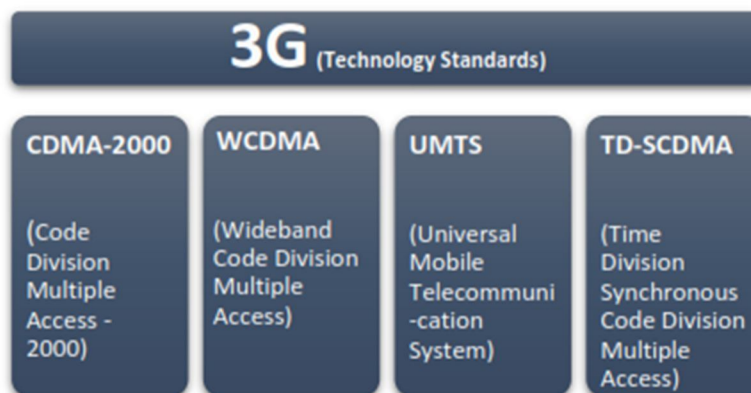 3G (Technology Standards)
CDMA-2000
(Code
Division
Multiple
Access -
2000)
WCDMA
(Wideband
Code Division
Multiple
Access)
UMTS
(Universal
Mobile
Telecommuni
-cation
System)
TD-SCDMA
(Time
Division
Synchronous
Code Division
Multiple
Access)